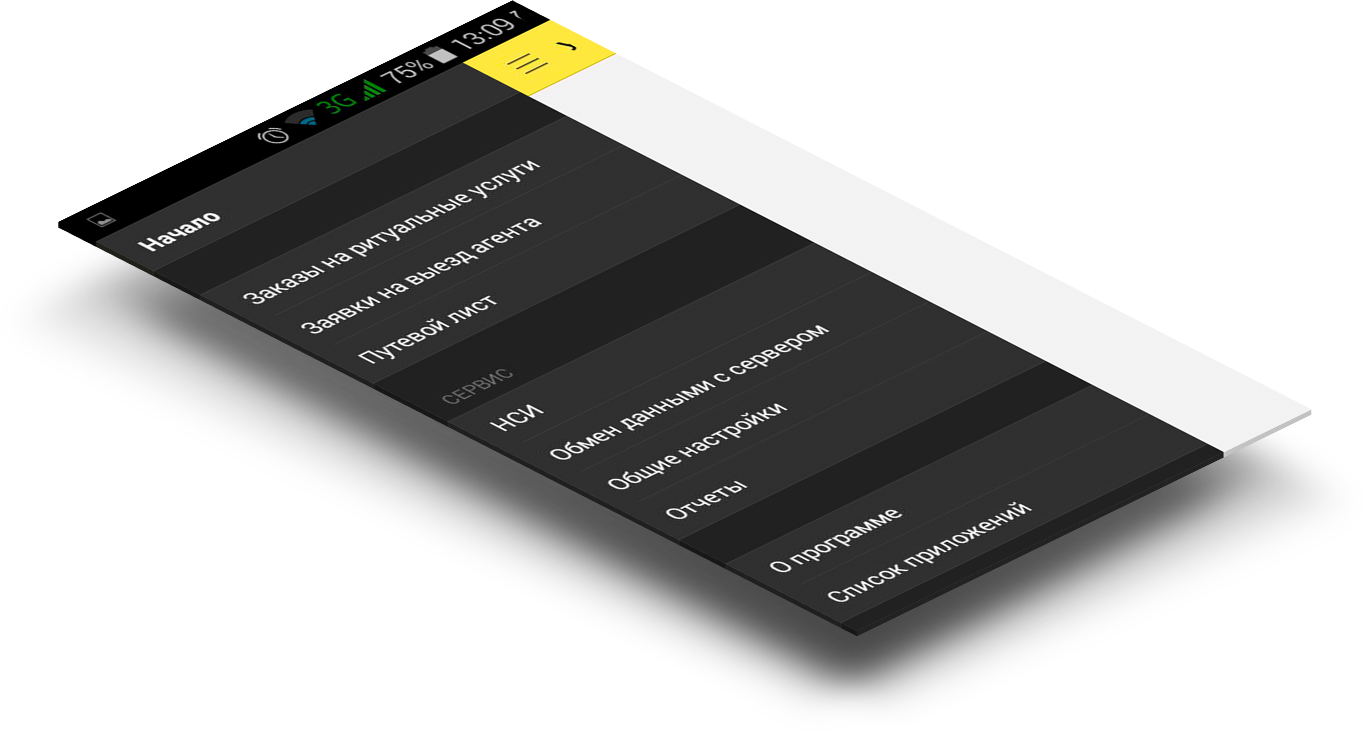 3G 75% 13:09
Начало
Заказы на ритуальные услуги
Заявки на выезд агента
Путевой лист
СЕРВИС
НСИ
Обмен данными с сервером
Общие настройки
Отчеты
О программе
Список приложений